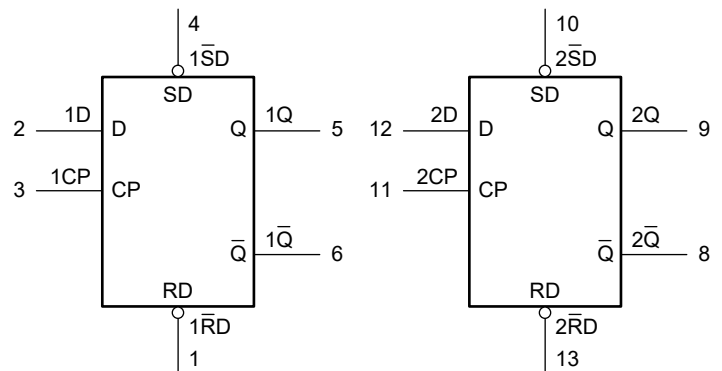 4
1S̅D
SD
2
1D
D
Q
1Q
5
3
1CP
CP
Q̅
1Q̅
6
RD
1R̅D
1
10
2S̅D
SD
12
2D
D
Q
2Q
9
11
2CP
CP
Q̅
2Q̅
8
RD
2R̅D
13